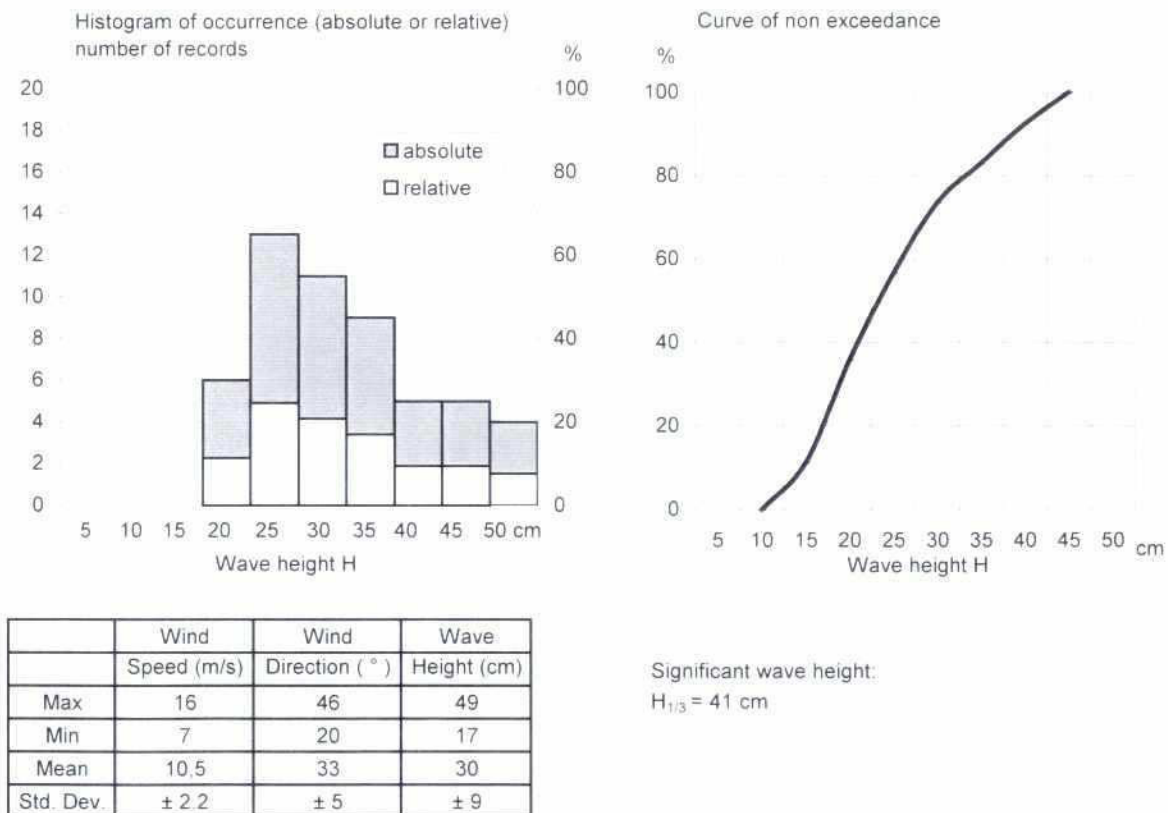 Histogram of occurrence (absolute or relative)
number of records
%
20
100
18
absolute
16
80
relative
14
12
60
10
8
40
6
4
20
2
0
0
5 10 15 20 25 30 35 40 45 50 cm
Wave height H
Curve of non exceedance
%
100
80
60
40
20
0
5 10 15 20 25 30 35 40 45 50 cm
Wave height H
Wind Wind Wave
Speed (m/s) Direction ( ° ) Height (cm)
Max 16 46 49
Min 7 20 17
Mean 10,5 33 30
Std. Dev. ± 2.2 ± 5 ± 9
Significant wave height:
H1/3 = 41 cm